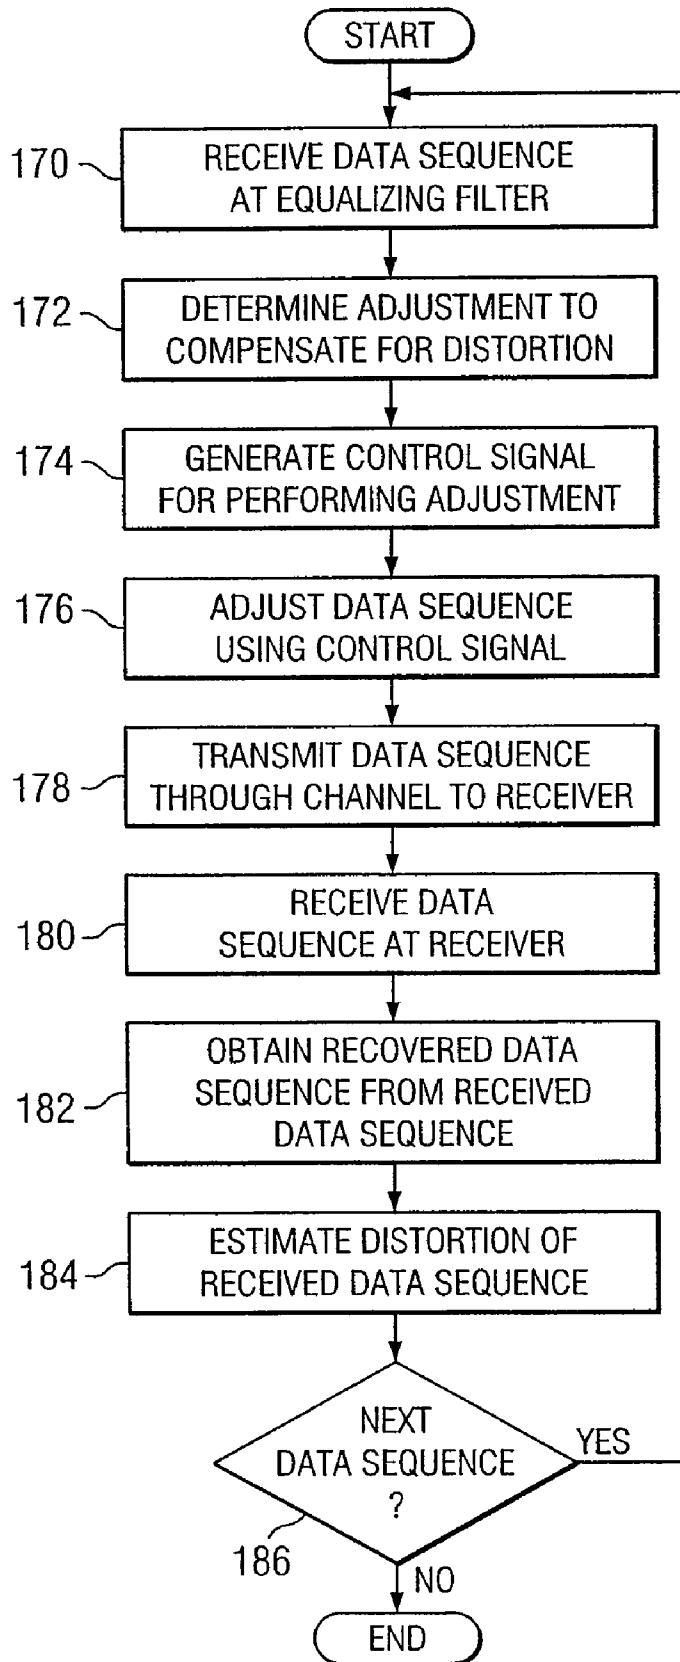 START
170
RECEIVE DATA SEQUENCE
AT EQUALIZING FILTER
172
DETERMINE ADJUSTMENT TO
COMPENSATE FOR DISTORTION
174
GENERATE CONTROL SIGNAL
FOR PERFORMING ADJUSTMENT
176
ADJUST DATA SEQUENCE
USING CONTROL SIGNAL
178
TRANSMIT DATA SEQUENCE
THROUGH CHANNEL TO RECEIVER
180
RECEIVE DATA
SEQUENCE AT RECEIVER
182
OBTAIN RECOVERED DATA
SEQUENCE FROM RECEIVED
DATA SEQUENCE
184
ESTIMATE DISTORTION OF
RECEIVED DATA SEQUENCE
NEXT
DATA SEQUENCE
?
YES
186
NO
END